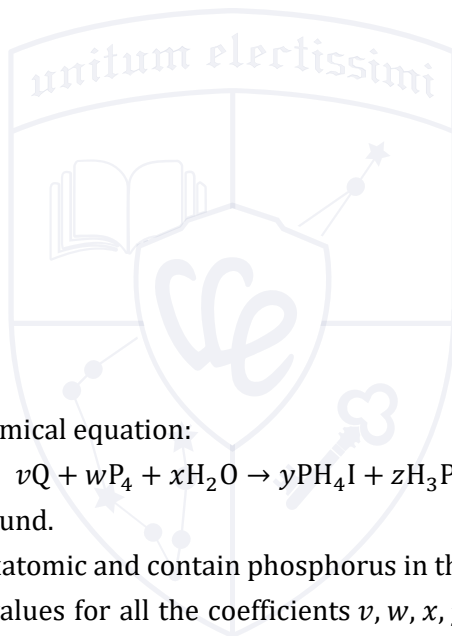 unitum electissimi
mical equation:
vQ + wP₄ + xH₂O → yPH₄I + zH₃P
und.
atomic and contain phosphorus in th
alues for all the coefficients v, w, x,